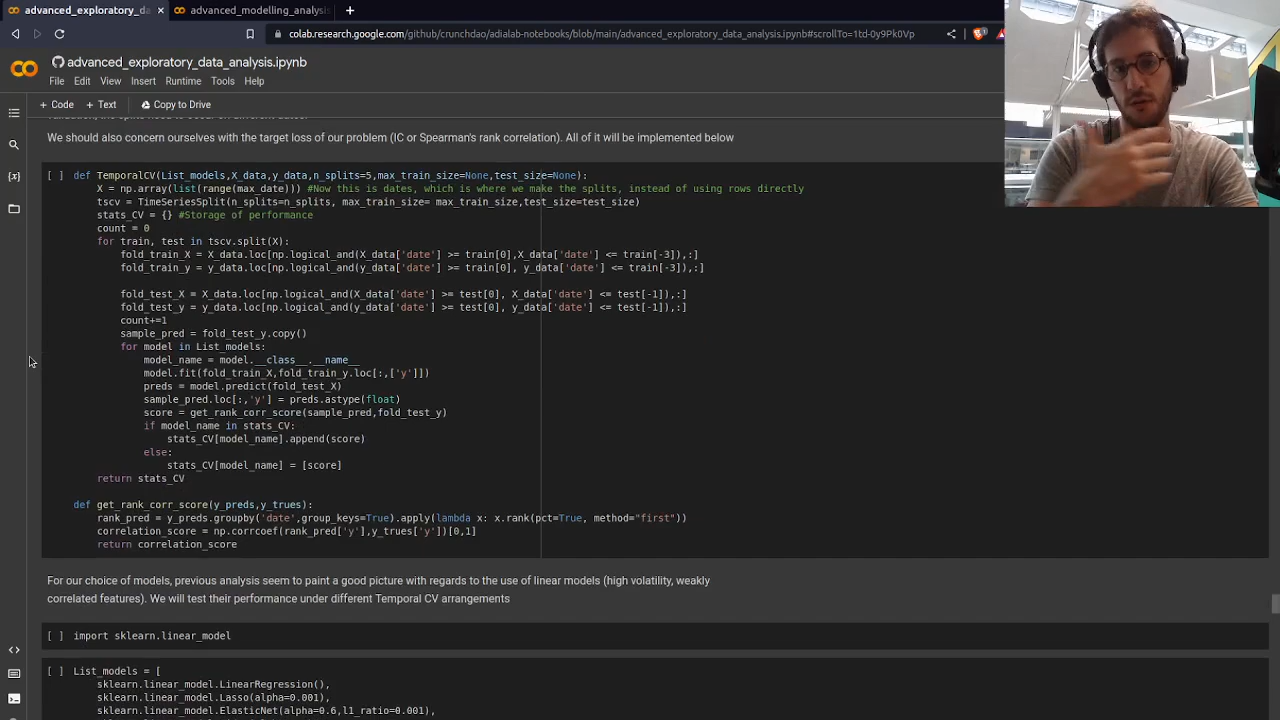 advanced_exploratory_da
advanced_modelling_analysis
colab.research.google.com/github/crunchdao/adialab-notebooks/blob/main/advanced_exploratory_data_analysis.ipynb#scrollTo=1td-0y9Pk0Vp
advanced_exploratory_data_analysis.ipynb
File Edit View Insert Runtime Tools Help
+ Code + Text Copy to Drive
We should also concern ourselves with the target loss of our problem (IC or Spearman's rank correlation). All of it will be implemented below
[ ] def TemporalCV(List_models,X_data,y_data,n_splits=5,max_train_size=None,test_size=None):
X = np.array(list(range(max_date))) #Now this is dates, which is where we make the splits, instead of using rows directly
tscv = TimeSeriesSplit(n_splits=n_splits, max_train_size= max_train_size,test_size=test_size)
stats_CV = {} #Storage of performance
count = 0
for train, test in tscv.split(X):
fold_train_X = X_data.loc[np.logical_and(X_data['date'] >= train[0],X_data['date'] <= train[-3]),:]
fold_train_y = y_data.loc[np.logical_and(y_data['date'] >= train[0], y_data['date'] <= train[-3]),:]
fold_test_X = X_data.loc[np.logical_and(X_data['date'] >= test[0], X_data['date'] <= test[-1]),:]
fold_test_y = y_data.loc[np.logical_and(y_data['date'] >= test[0], y_data['date'] <= test[-1]),:]
count+=1
sample_pred = fold_test_y.copy()
for model in List_models:
model_name = model.__class__.__name__
model.fit(fold_train_X,fold_train_y.loc[:,['y']])
preds = model.predict(fold_test_X)
sample_pred.loc[:,'y'] = preds.astype(float)
score = get_rank_corr_score(sample_pred,fold_test_y)
if model_name in stats_CV:
stats_CV[model_name].append(score)
else:
stats_CV[model_name] = [score]
return stats_CV
def get_rank_corr_score(y_preds,y_trues):
rank_pred = y_preds.groupby('date',group_keys=True).apply(lambda x: x.rank(pct=True, method="first"))
correlation_score = np.corrcoef(rank_pred['y'],y_trues['y'])[0,1]
return correlation_score
For our choice of models, previous analysis seem to paint a good picture with regards to the use of linear models (high volatility, weakly
correlated features). We will test their performance under different Temporal CV arrangements
[ ] import sklearn.linear_model
[ ] List_models = [
sklearn.linear_model.LinearRegression(),
sklearn.linear_model.Lasso(alpha=0.001),
sklearn.linear_model.ElasticNet(alpha=0.6,l1_ratio=0.001),